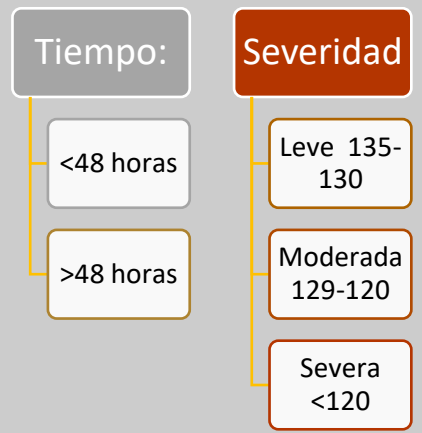 Tiempo:
<48 horas
>48 horas
Severidad
Leve 135-
130
Moderada
129-120
Severa
<120